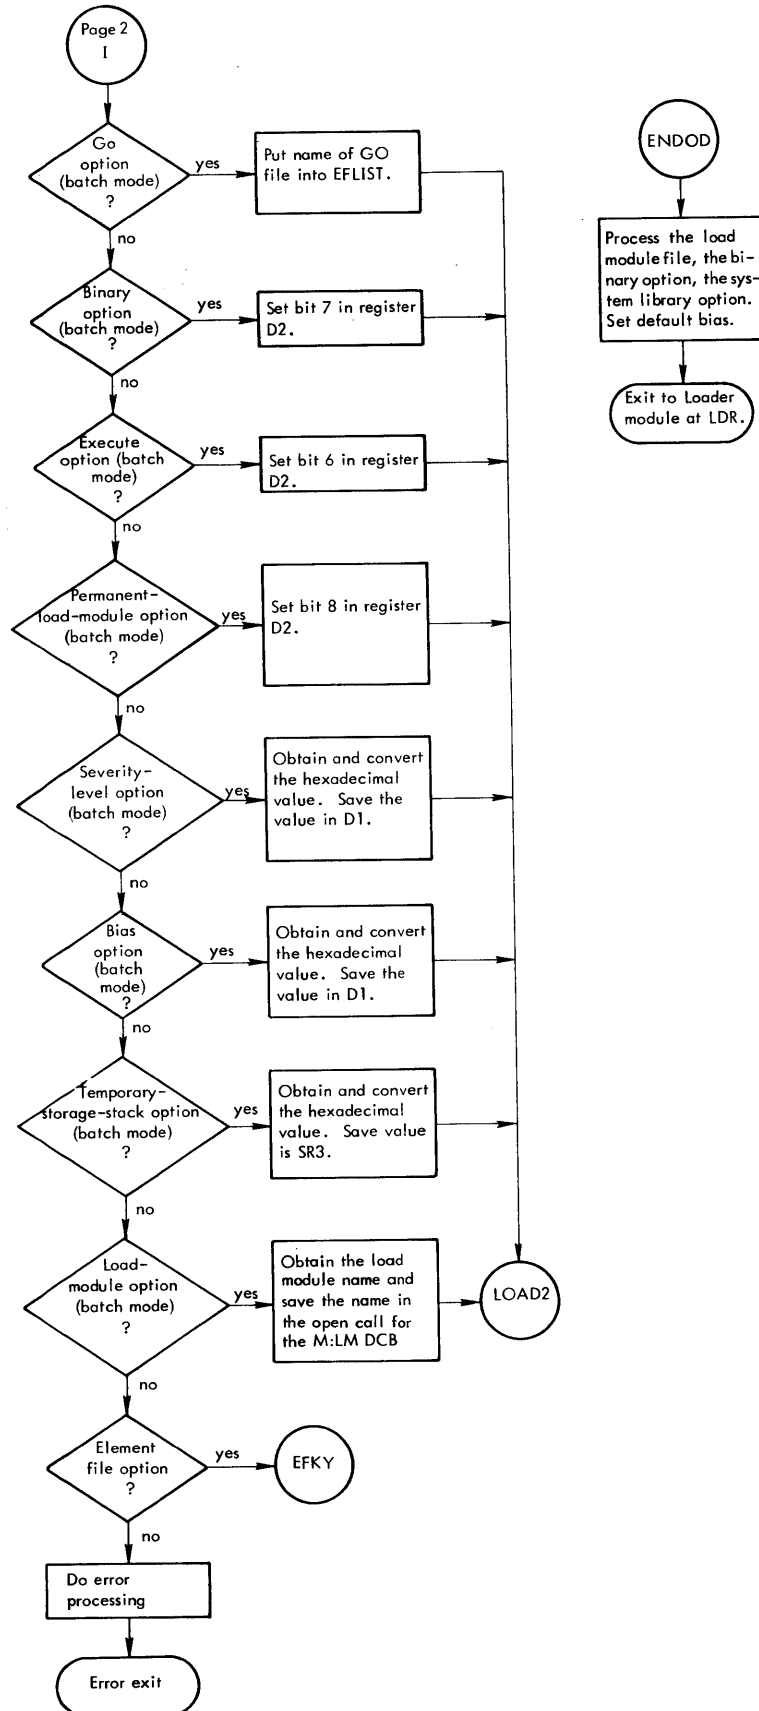 Page 2
I
Go
option
(batch mode)
?
yes
Put name of GO
file into EFLIST.
no
Binary
option
(batch mode)
?
yes
Set bit 7 in register
D2.
no
Execute
option (batch
mode)
?
yes
Set bit 6 in register
D2.
no
Permanent-
load-module option
(batch mode)
?
yes
Set bit 8 in register
D2.
no
Severity-
level option
(batch mode)
?
yes
Obtain and convert
the hexadecimal
value. Save the
value in D1.
no
Bias
option
(batch
mode)
?
yes
Obtain and convert
the hexadecimal
value. Save the
value in D1.
no
Temporary-
storage-stack option
(batch mode)
?
yes
Obtain and convert
the hexadecimal
value. Save value
is SR3.
no
Load-
module option
(batch mode)
?
yes
Obtain the load
module name and
save the name in
the open call for
the M:LM DCB
LOAD2
no
Element
file option
?
yes
EFKY
no
Do error
processing
Error exit
ENDOD
Process the load
module file, the bi-
nary option, the sys-
tem library option.
Set default bias.
Exit to Loader
module at LDR.